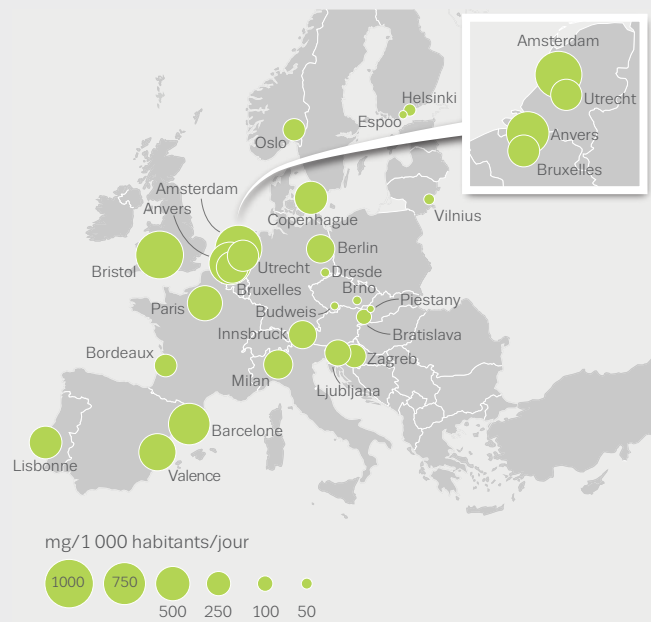 Amsterdam
Helsinki
Utrecht
Espoo
Oslo
Anvers
Bruxelles
Amsterdam
Anvers
Copenhague
Vilnius
Berlin
Bristol
Utrecht
Dresde
Bruxelles
Brno
Paris
Piestany
Budweis
Innsbruck
Bratislava
Bordeaux
Zagreb
Milan
Ljubljana
Barcelone
Lisbonne
Valence
mg/1 000 habitants/jour
1000
750
500
250
100
50